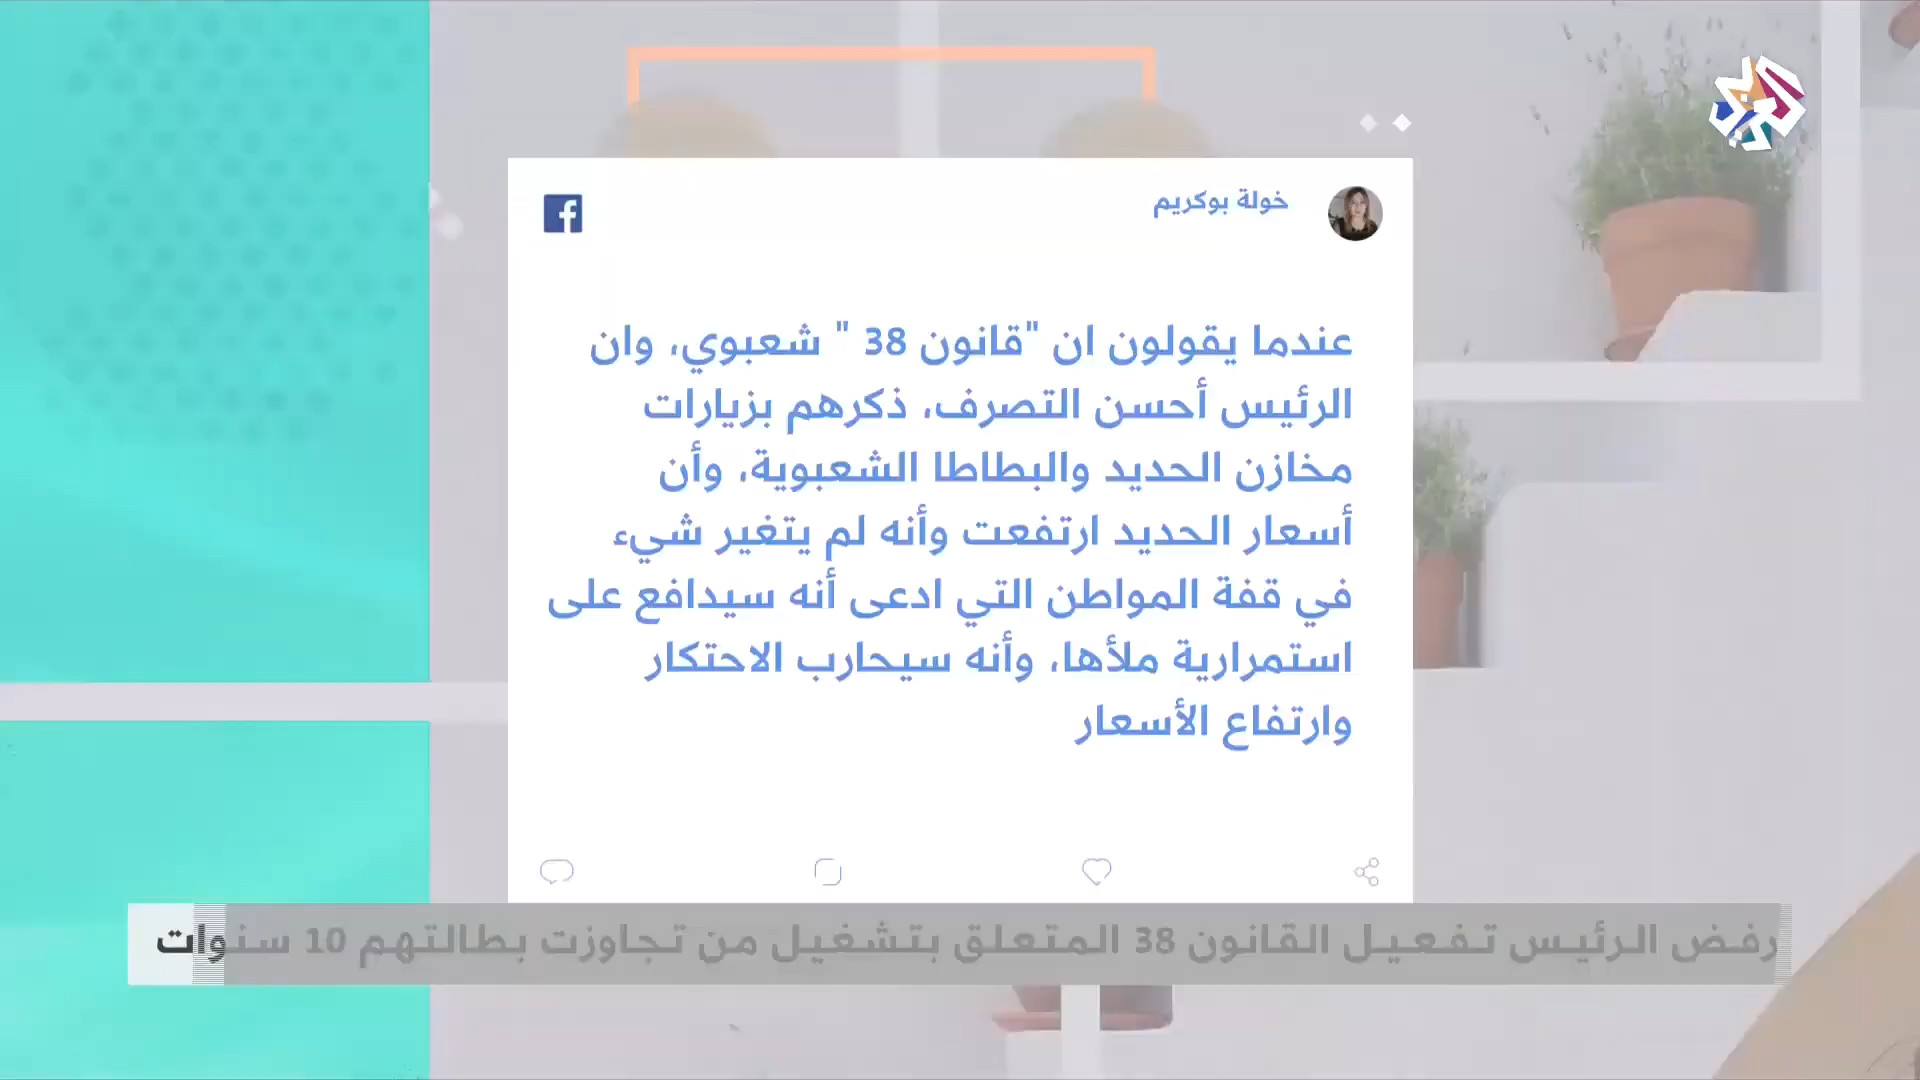 خولة بوكريم
عندما يقولون ان "قانون 38 " شعبوي، وان
الرئيس أحسن التصرف، ذكرهم بزيارات
مخازن الحديد والبطاطا الشعبوية، وأن
أسعار الحديد ارتفعت وأنه لم يتغير شيء
في قفة المواطن التي ادعى أنه سيدافع على
استمرارية ملأها، وأنه سيحارب الاحتكار
وارتفاع الأسعار
رفض الرئيس تفعيل القانون 38 المتعلق بتشغيل من تجاوزت بطالتهم 10 سنوات